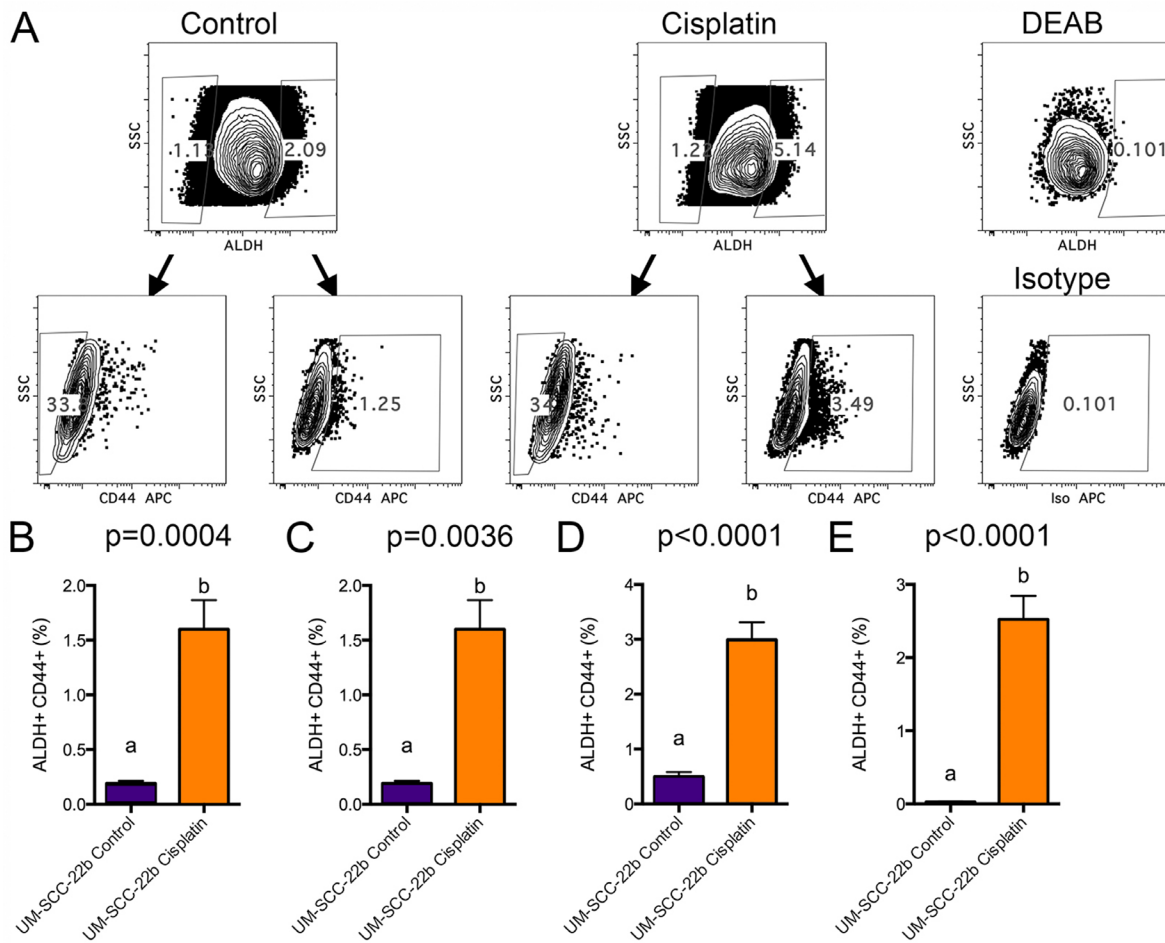 A
Control
Cisplatin
DEAB
SSC
1.13
2.09
ALDH
SSC
1.22
5.14
ALDH
SSC
0.101
ALDH
Isotype
SSC
33.
CD44 APC
SSC
1.25
CD44 APC
SSC
34
CD44 APC
SSC
3.49
CD44 APC
SSC
0.101
Iso APC
B
p=0.0004
ALDH+ CD44+ (%)
2.0
1.5
1.0
0.5
0.0
a
b
UM-SCC-22b Control
UM-SCC-22b Cisplatin
C
p=0.0036
ALDH+ CD44+ (%)
2.0
1.5
1.0
0.5
0.0
a
b
UM-SCC-22b Control
UM-SCC-22b Cisplatin
D
p<0.0001
ALDH+ CD44+ (%)
4
3
2
1
0
a
b
UM-SCC-22b Control
UM-SCC-22b Cisplatin
E
p<0.0001
ALDH+ CD44+ (%)
3
2
1
0
a
b
UM-SCC-22b Control
UM-SCC-22b Cisplatin